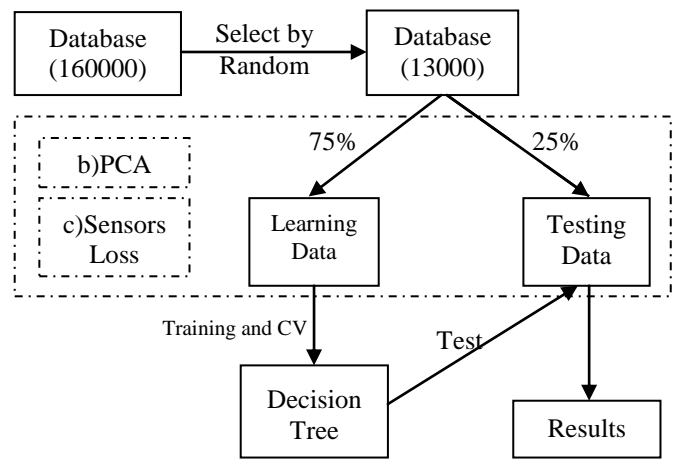 Database
(160000)
Select by
Random
Database
(13000)
75%
25%
b)PCA
c)Sensors
Loss
Learning
Data
Testing
Data
Training and CV
Test
Decision
Tree
Results